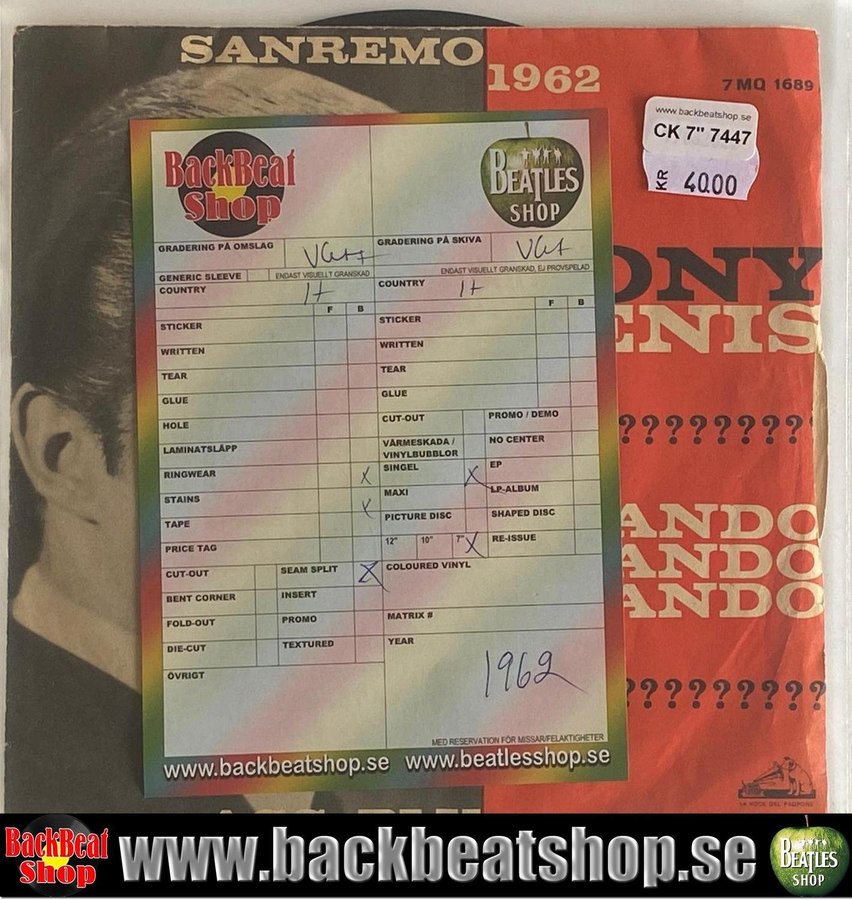 SANREMO
1962
7MQ 1689
www.backbeatshop.se
CK 7" 7447
KR 40.00
ONY
ENIS
?????????
ANDO
ANDO
ANDO
?????????
LA VOCE DEL PADRONE
BackBeat
Shop
BEATLES
SHOP
GRADERING PÅ OMSLAG
GRADERING PÅ SKIVA
VG+
GENERIC SLEEVE
ENDAST VISUELLT GRANSKAD
ENDAST VISUELLT GRANSKAD, EJ PROVSPELAD
COUNTRY It
COUNTRY It
F B
F B
STICKER
WRITTEN
TEAR
GLUE
HOLE
LAMINATSLÄPP
RINGWEAR X
STAINS X
TAPE
PRICE TAG
CUT-OUT SEAM SPLIT X
BENT CORNER INSERT
FOLD-OUT PROMO
DIE-CUT TEXTURED
ÖVRIGT
STICKER
WRITTEN
TEAR
GLUE
CUT-OUT PROMO / DEMO
VÄRMESKADA / NO CENTER
VINYLBUBBLOR
SINGEL X EP
MAXI LP-ALBUM
PICTURE DISC SHAPED DISC
12" 10" 7" X RE-ISSUE
COLOURED VINYL
MATRIX #
YEAR
1962
MED RESERVATION FÖR MISSAR/FELAKTIGHETER
www.backbeatshop.se www.beatlesshop.se
BackBeat
Shop
www.backbeatshop.se
BEATLES
SHOP